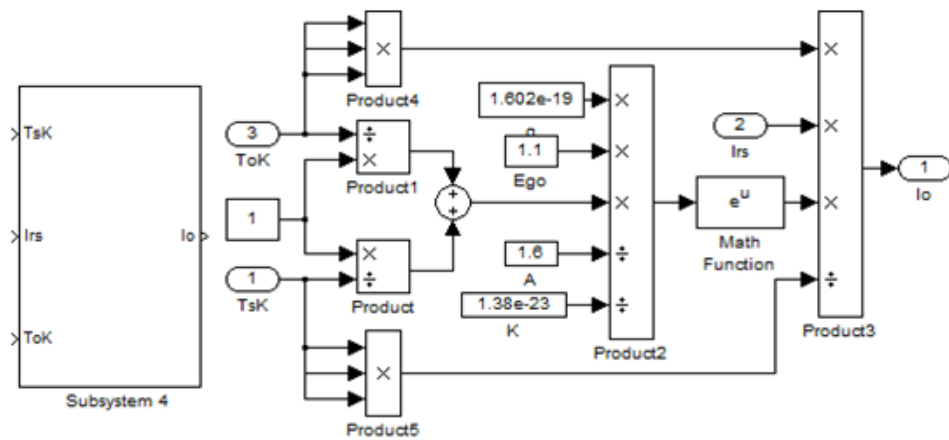 TsK
Irs
ToK
Io
Subsystem 4
3
ToK
1
1
TsK
×
Product4
÷
×
Product1
×
÷
Product
×
Product5
+
+
1.602e-19
1.1
Ego
1.6
A
1.38e-23
K
×
×
×
÷
÷
Product2
e^u
Math
Function
2
Irs
×
×
×
÷
Product3
1
Io